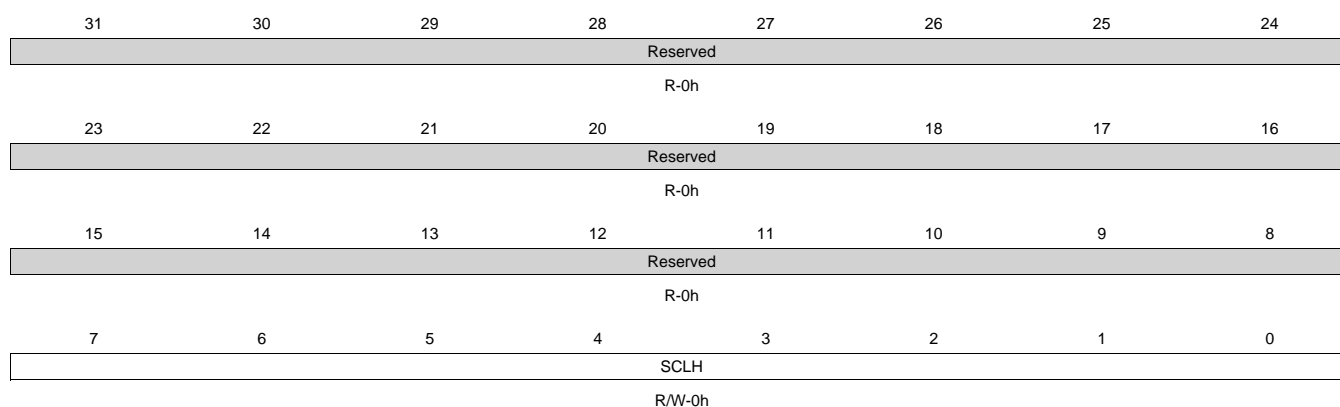 31 30 29 28 27 26 25 24
Reserved
R-0h
23 22 21 20 19 18 17 16
Reserved
R-0h
15 14 13 12 11 10 9 8
Reserved
R-0h
7 6 5 4 3 2 1 0
SCLH
R/W-0h